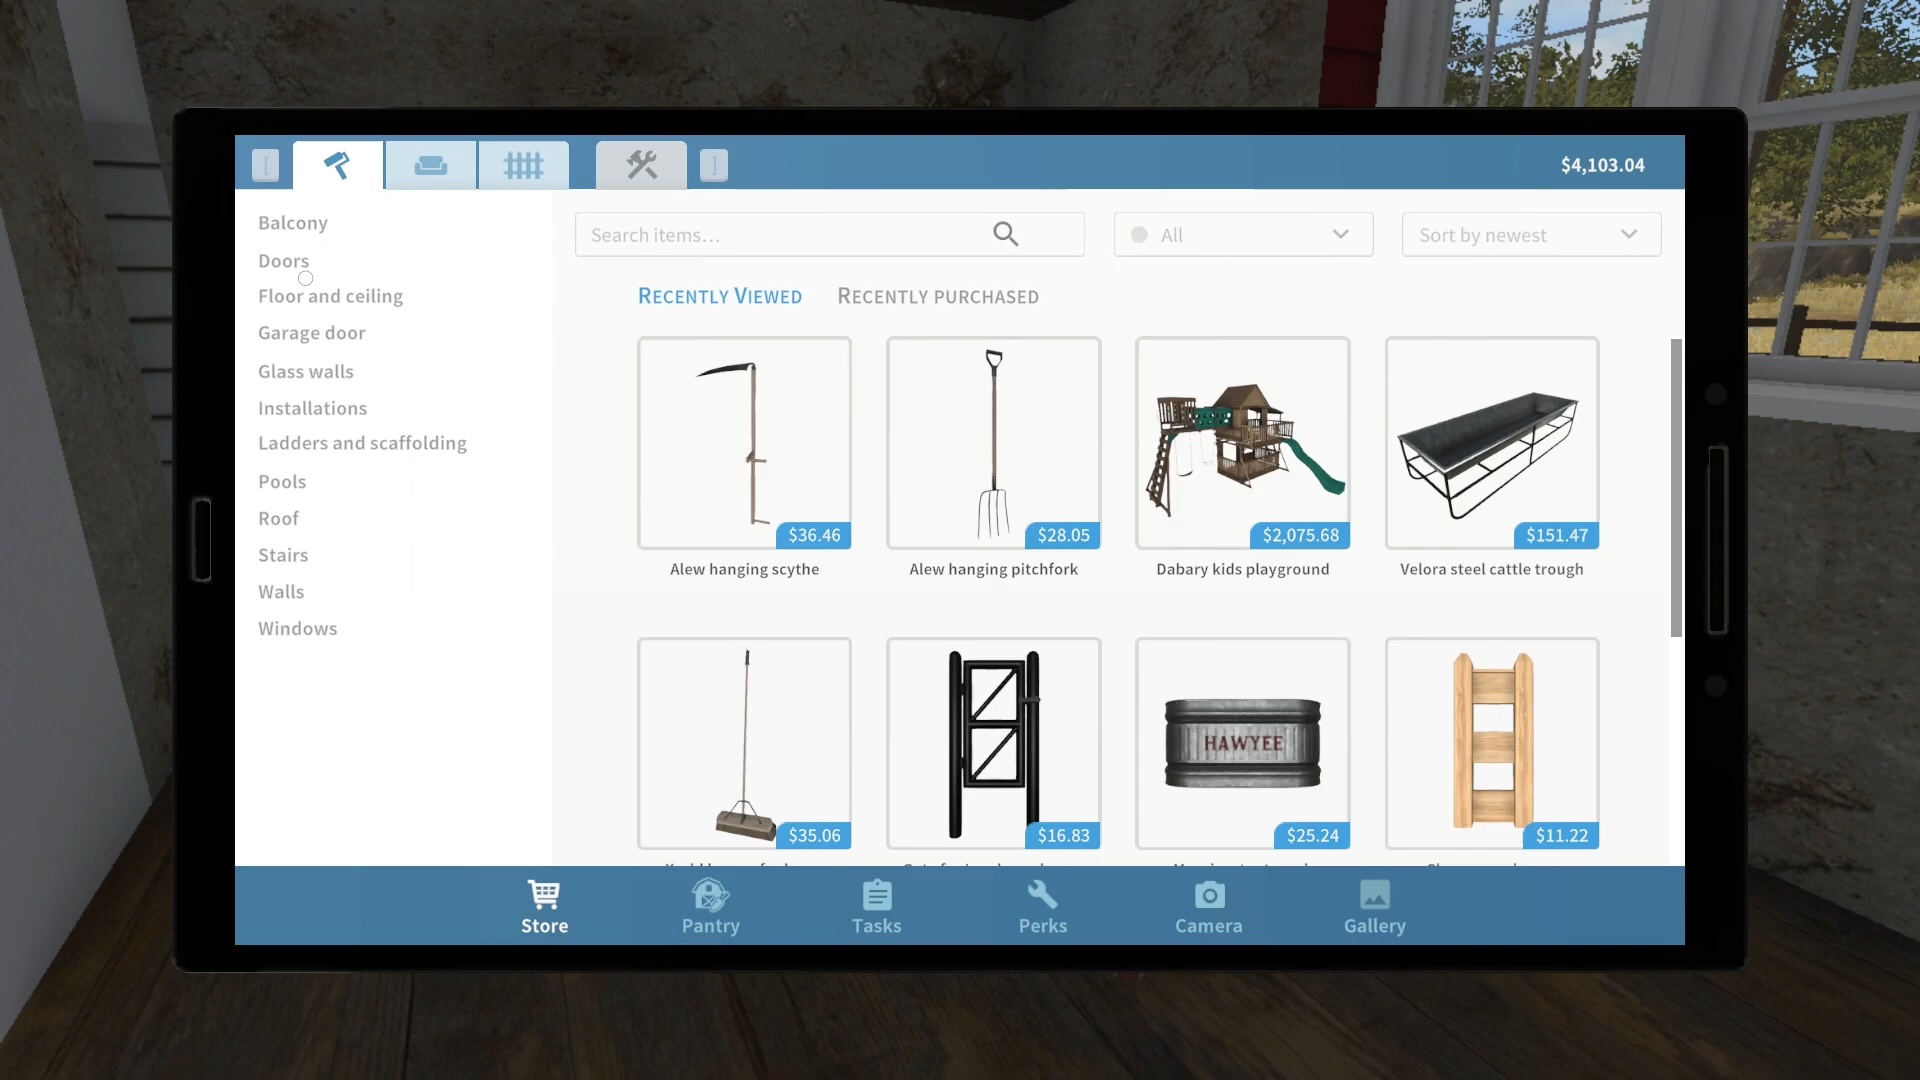 [
]
$4,103.04
Balcony
Doors
Floor and ceiling
Garage door
Glass walls
Installations
Ladders and scaffolding
Pools
Roof
Stairs
Walls
Windows
Search items...
All
Sort by newest
RECENTLY VIEWED
RECENTLY PURCHASED
$36.46
$28.05
$2,075.68
$151.47
Alew hanging scythe
Alew hanging pitchfork
Dabary kids playground
Velora steel cattle trough
HAWYEE
$35.06
$16.83
$25.24
$11.22
Store
Pantry
Tasks
Perks
Camera
Gallery